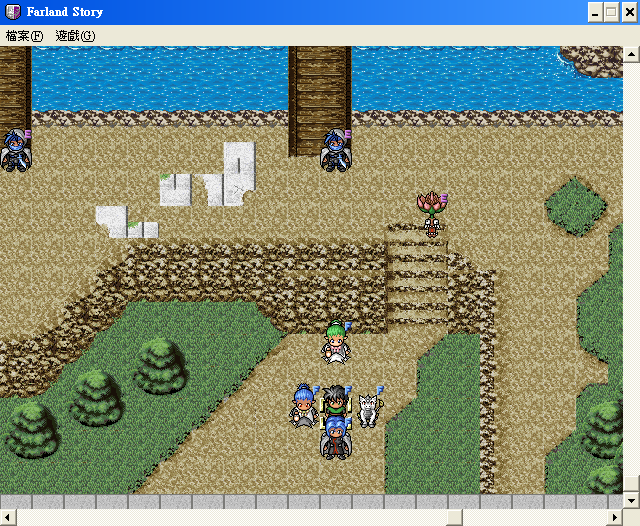 Farland Story
檔案(F) 遊戲(G)
E E
E
F
F F F